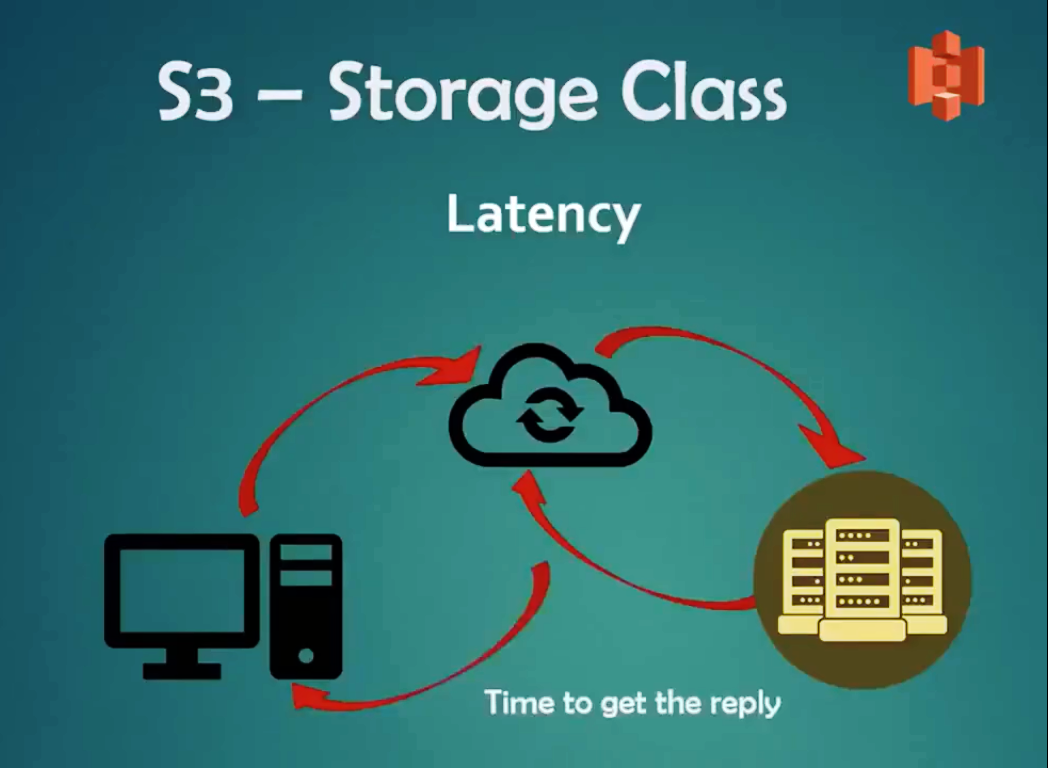 S3 – Storage Class
Latency
Time to get the reply